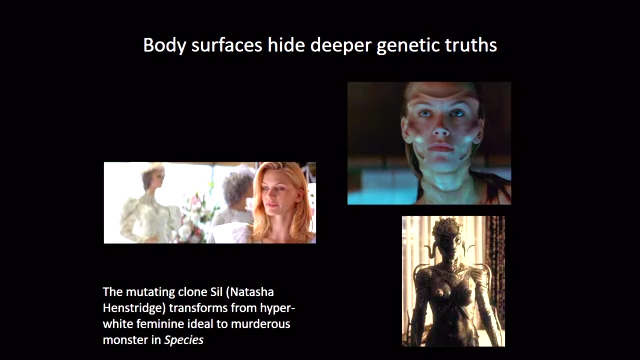 Body surfaces hide deeper genetic truths
The mutating clone Sil (Natasha
Henstridge) transforms from hyper-
white feminine ideal to murderous
monster in Species